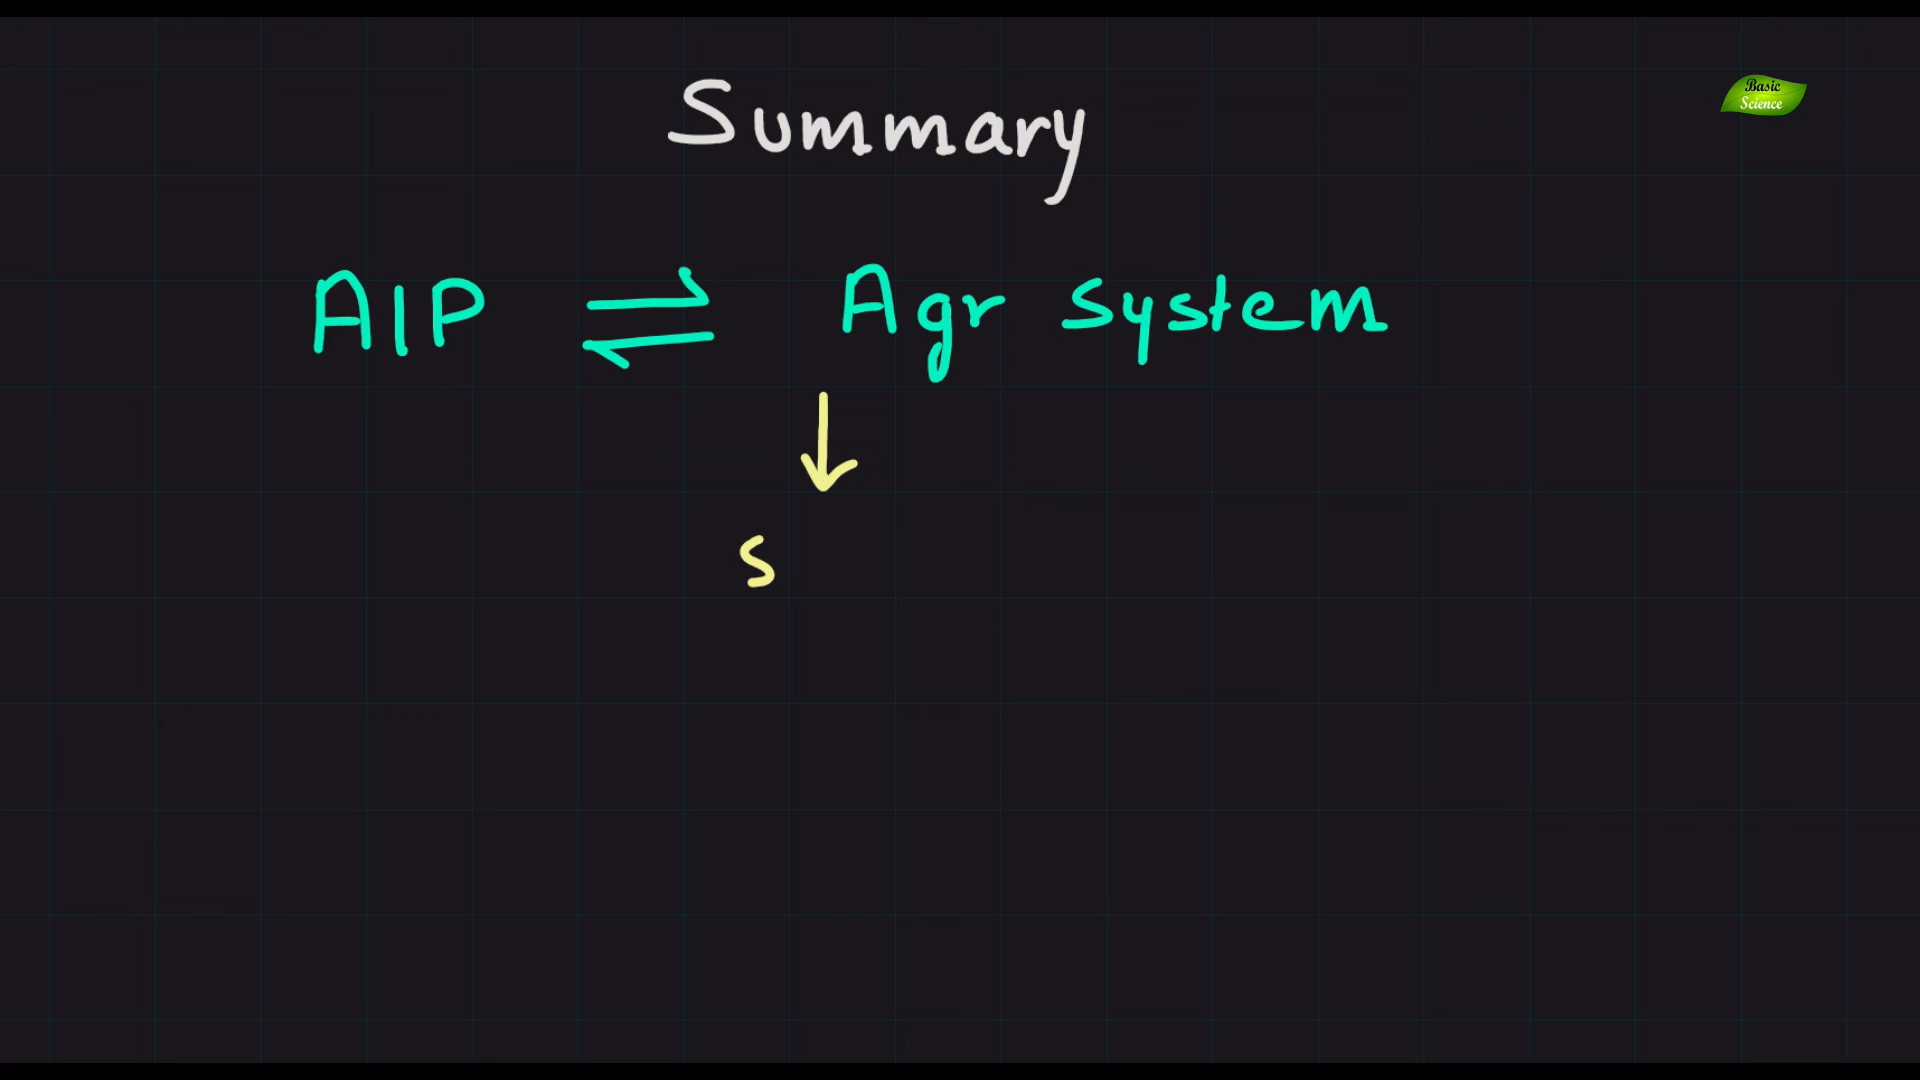 Summary
Basic
Science
AIP ⇌ Agr system
↓
s